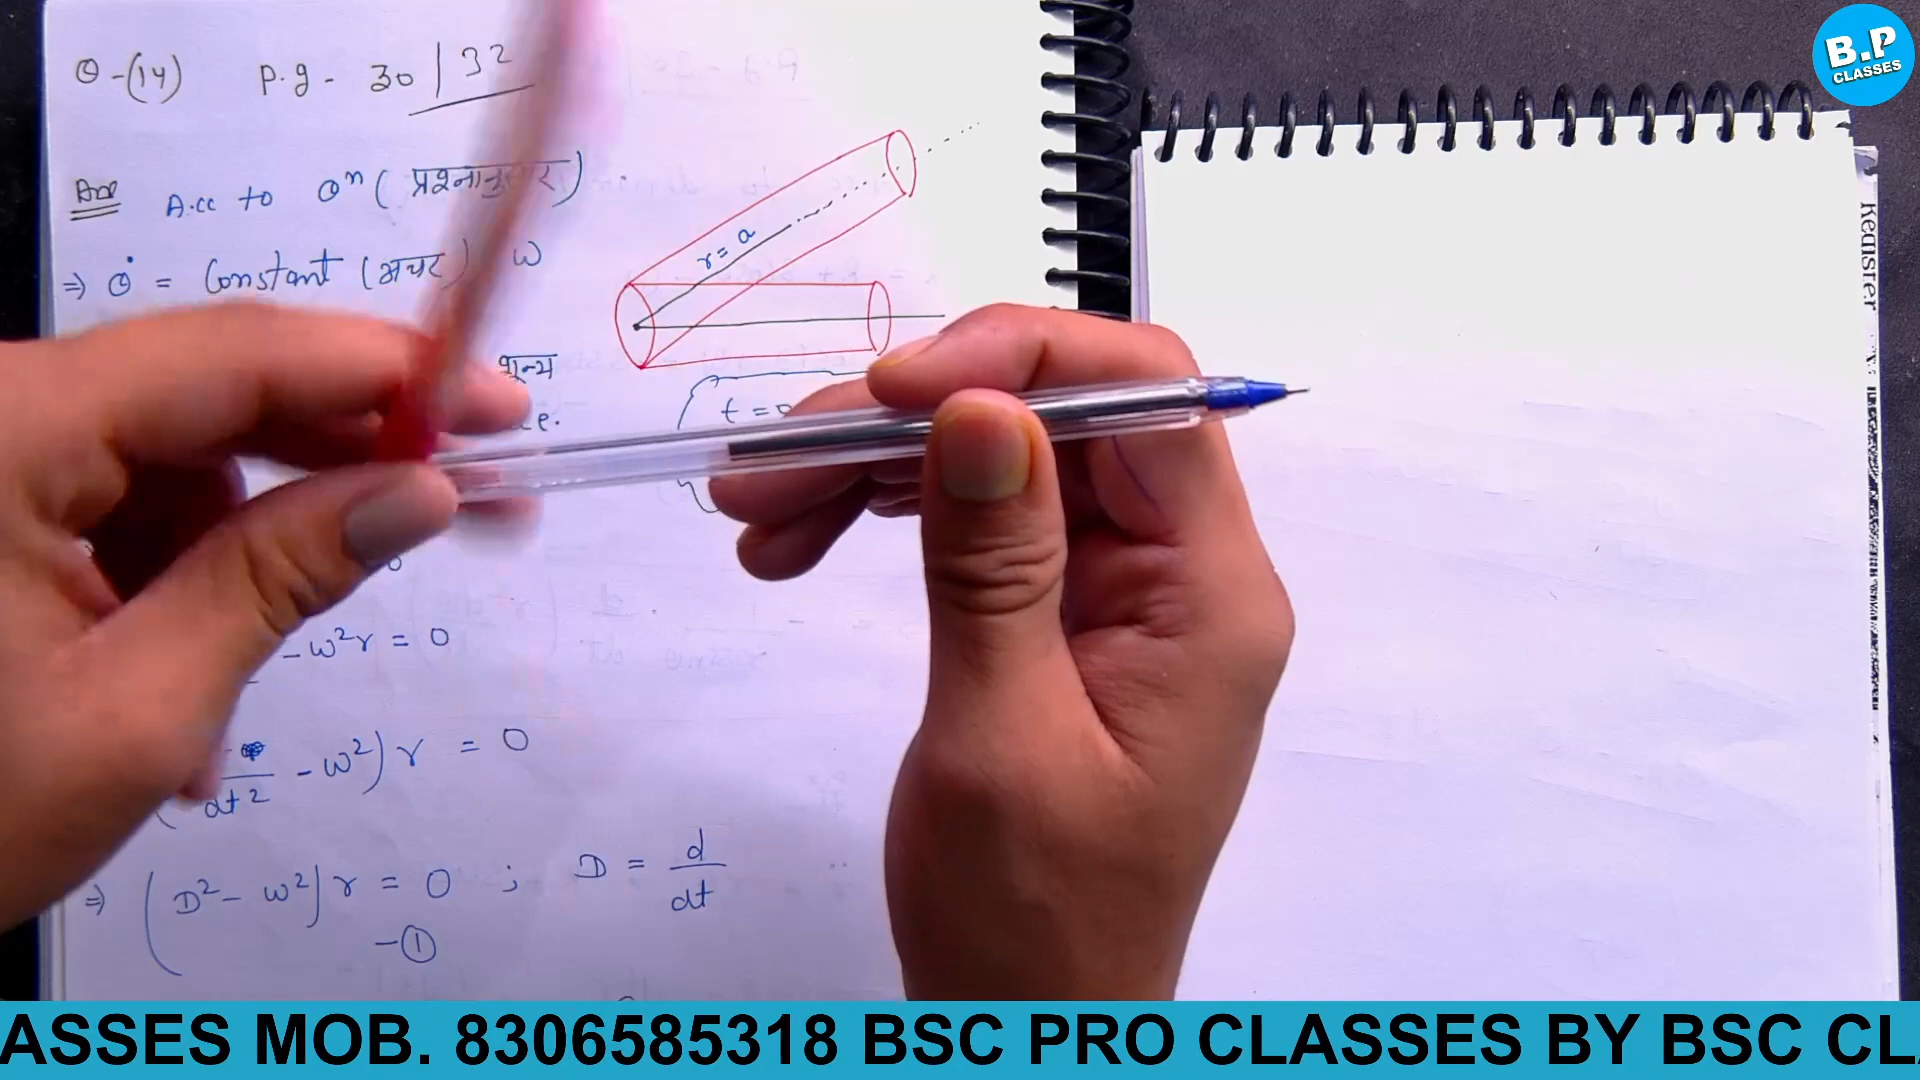 Q-(14) P.g - 30 | 32
Ans A.cc to Qn (प्रश्नानुसार)
⇒ θ̇ = Constant (अचर) ω
r = a
शून्य
t = 0
- ω²r = 0
dt² - ω²) r = 0
⇒ (D² - ω²) r = 0 ; D = d/dt
-①
B.P
CLASSES
ASSES MOB. 8306585318 BSC PRO CLASSES BY BSC CL